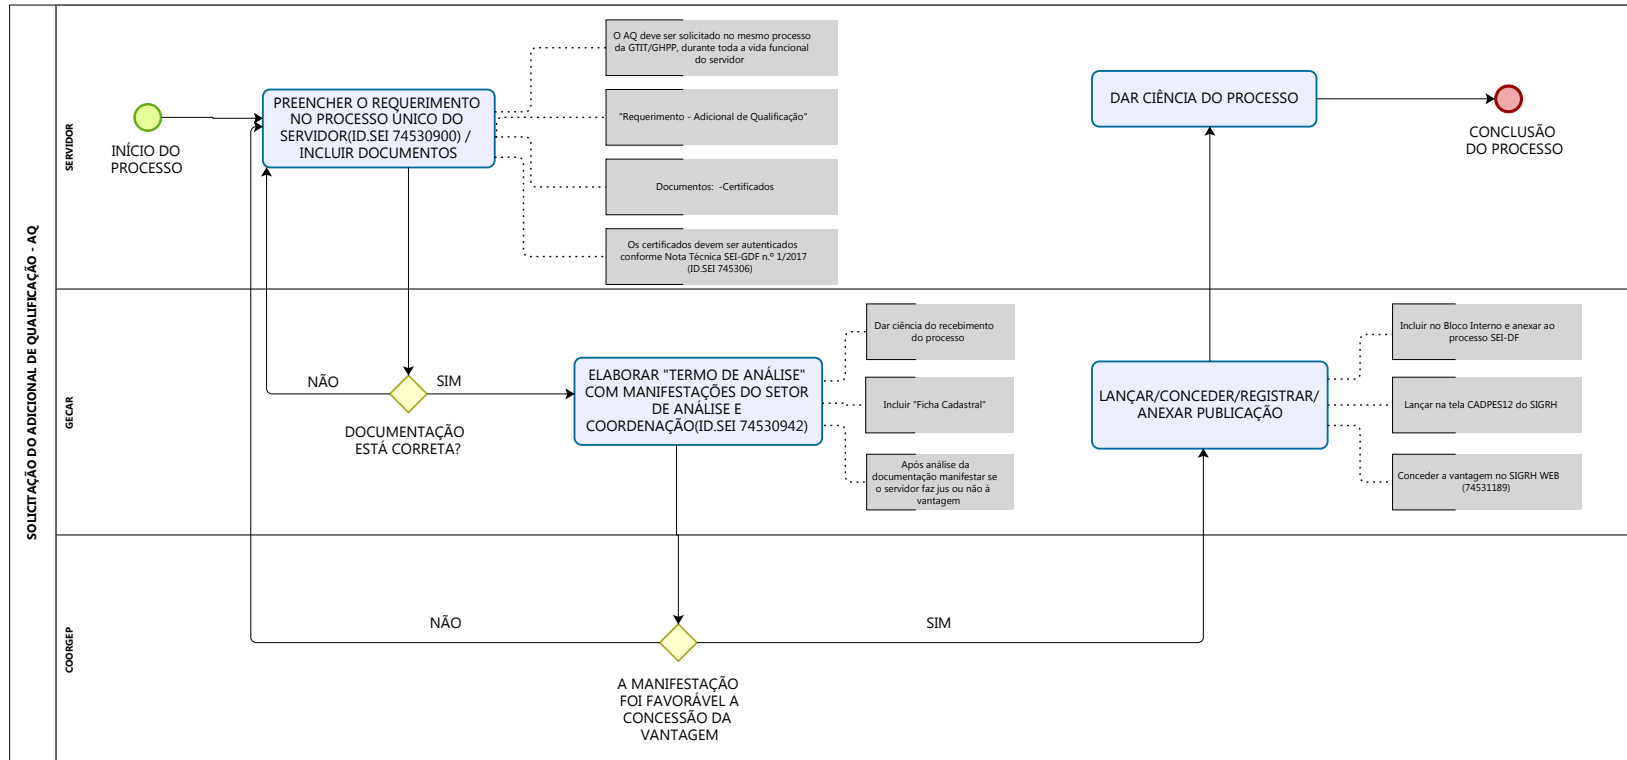 SOLICITAÇÃO DO ADICIONAL DE QUALIFICAÇÃO - AQ
SERVIDOR
INÍCIO DO
PROCESSO
PREENCHER O REQUERIMENTO
NO PROCESSO ÚNICO DO
SERVIDOR(ID.SEI 74530900) /
INCLUIR DOCUMENTOS
O AQ deve ser solicitado no mesmo processo
da GTIT/GHPP, durante toda a vida funcional
do servidor
"Requerimento - Adicional de Qualificação"
Documentos: -Certificados
Os certificados devem ser autenticados
conforme Nota Técnica SEI-GDF n.º 1/2017
(ID.SEI 745306)
DAR CIÊNCIA DO PROCESSO
CONCLUSÃO
DO PROCESSO
GECAR
NÃO
SIM
DOCUMENTAÇÃO
ESTÁ CORRETA?
ELABORAR "TERMO DE ANÁLISE"
COM MANIFESTAÇÕES DO SETOR
DE ANÁLISE E
COORDENAÇÃO(ID.SEI 74530942)
Dar ciência do recebimento
do processo
Incluir "Ficha Cadastral"
Após análise da
documentação manifestar se
o servidor faz jus ou não à
vantagem
LANÇAR/CONCEDER/REGISTRAR/
ANEXAR PUBLICAÇÃO
Incluir no Bloco Interno e anexar ao
processo SEI-DF
Lançar na tela CADPES12 do SIGRH
Conceder a vantagem no SIGRH WEB
(74531189)
COORGEP
NÃO
SIM
A MANIFESTAÇÃO
FOI FAVORÁVEL A
CONCESSÃO DA
VANTAGEM